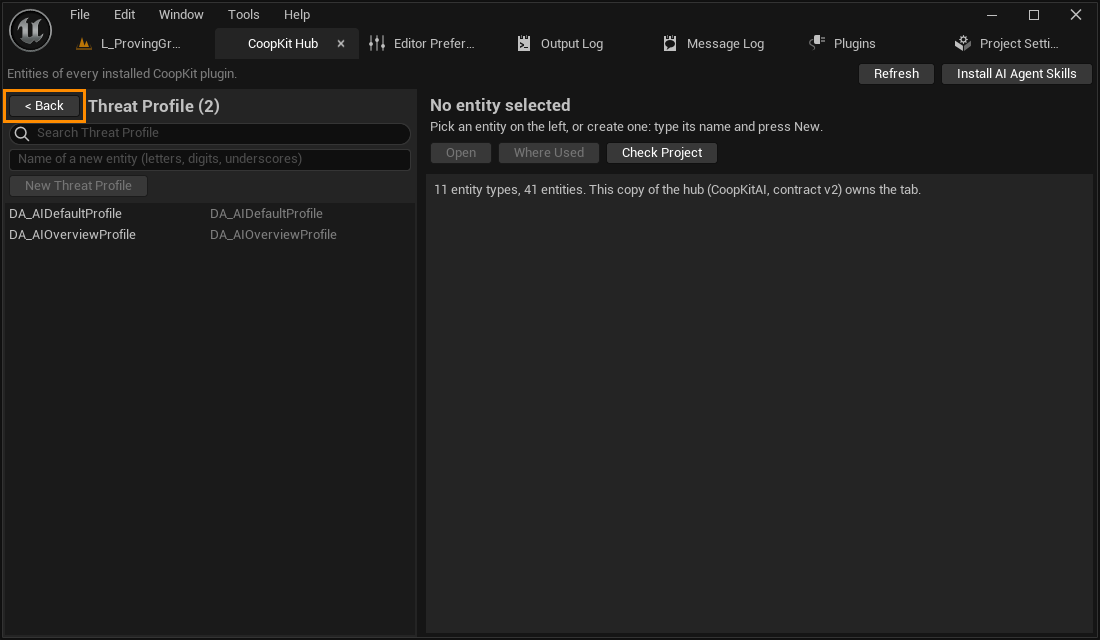 File Edit Window Tools Help
L_ProvingGr... CoopKit Hub Editor Prefer... Output Log Message Log Plugins Project Setti...
Entities of every installed CoopKit plugin.
Refresh Install AI Agent Skills
< Back Threat Profile (2)
Search Threat Profile
Name of a new entity (letters, digits, underscores)
New Threat Profile
DA_AIDefaultProfile DA_AIDefaultProfile
DA_AIOverviewProfile DA_AIOverviewProfile
No entity selected
Pick an entity on the left, or create one: type its name and press New.
Open Where Used Check Project
11 entity types, 41 entities. This copy of the hub (CoopKitAI, contract v2) owns the tab.